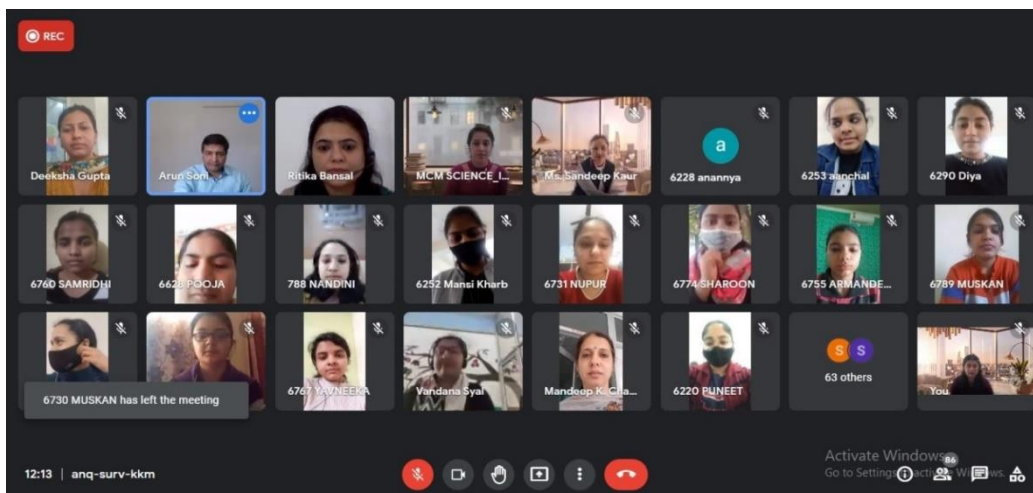 REC
Deeksha Gupta
Arun Soni
Ritika Bansal
MCM SCIENCE_I...
Ms. Sandeep Kaur
a
6228 anannya
6253 aanchal
6290 Diya
6760 SAMRIDHI
6628 POOJA
788 NANDINI
6252 Mansi Kharb
6731 NUPUR
6774 SHAROON
6755 ARMANDE...
6789 MUSKAN
6730 MUSKAN has left the meeting
6767 YAVNEEKA
Vandana Syal
Mandeep K. Cha...
6220 PUNEET
S S
63 others
You
12:13 | anq-surv-kkm
86
Activate Windows
Go to Settings to activate Windows.